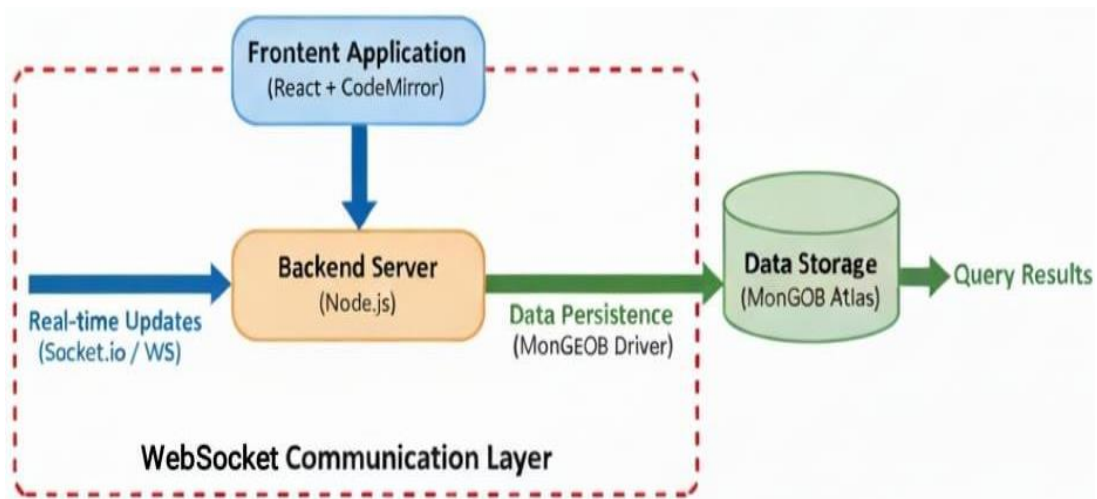 Frontent Application
(React + CodeMirror)
Backend Server
(Node.js)
Real-time Updates
(Socket.io / WS)
Data Persistence
(MonGEOB Driver)
Data Storage
(MonGOB Atlas)
Query Results
WebSocket Communication Layer